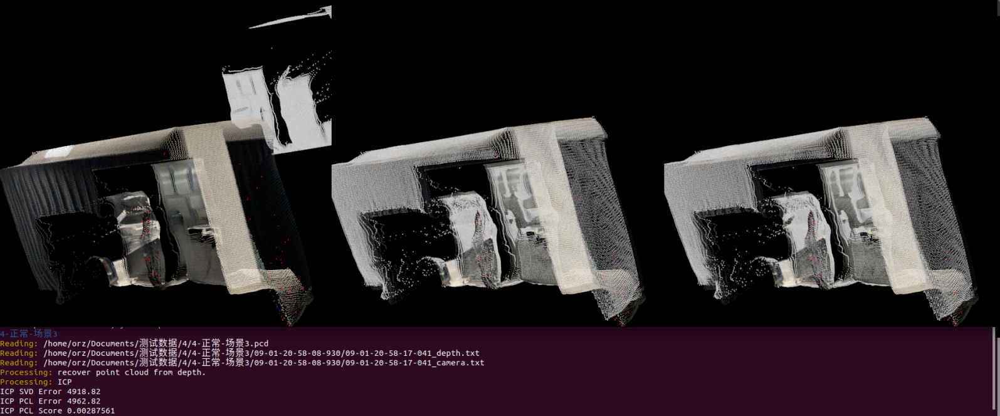 4-正常-场景3
Reading: /home/orz/Documents/测试数据/4/4-正常-场景3.pcd
Reading: /home/orz/Documents/测试数据/4/4-正常-场景3/09-01-20-58-08-930/09-01-20-58-17-041_depth.txt
Reading: /home/orz/Documents/测试数据/4/4-正常-场景3/09-01-20-58-08-930/09-01-20-58-17-041_camera.txt
Processing: recover point cloud from depth.
Processing: ICP
ICP SVD Error 4918.82
ICP PCL Error 4962.82
ICP PCL Score 0.00287561